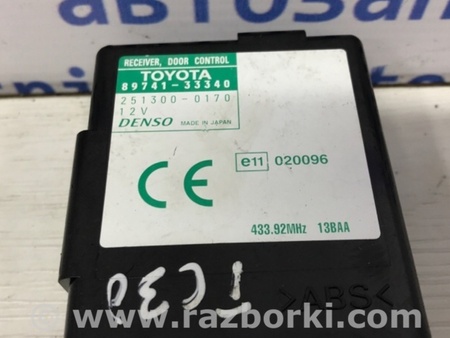 автosan
RECEIVER, DOOR CONTROL
TOYOTA
89741-33340
251300-0170
12V
DENSO MADE IN JAPAN
CE
e11 020096
433.92MHz 13BAA
>ABS<
www.razborki.com